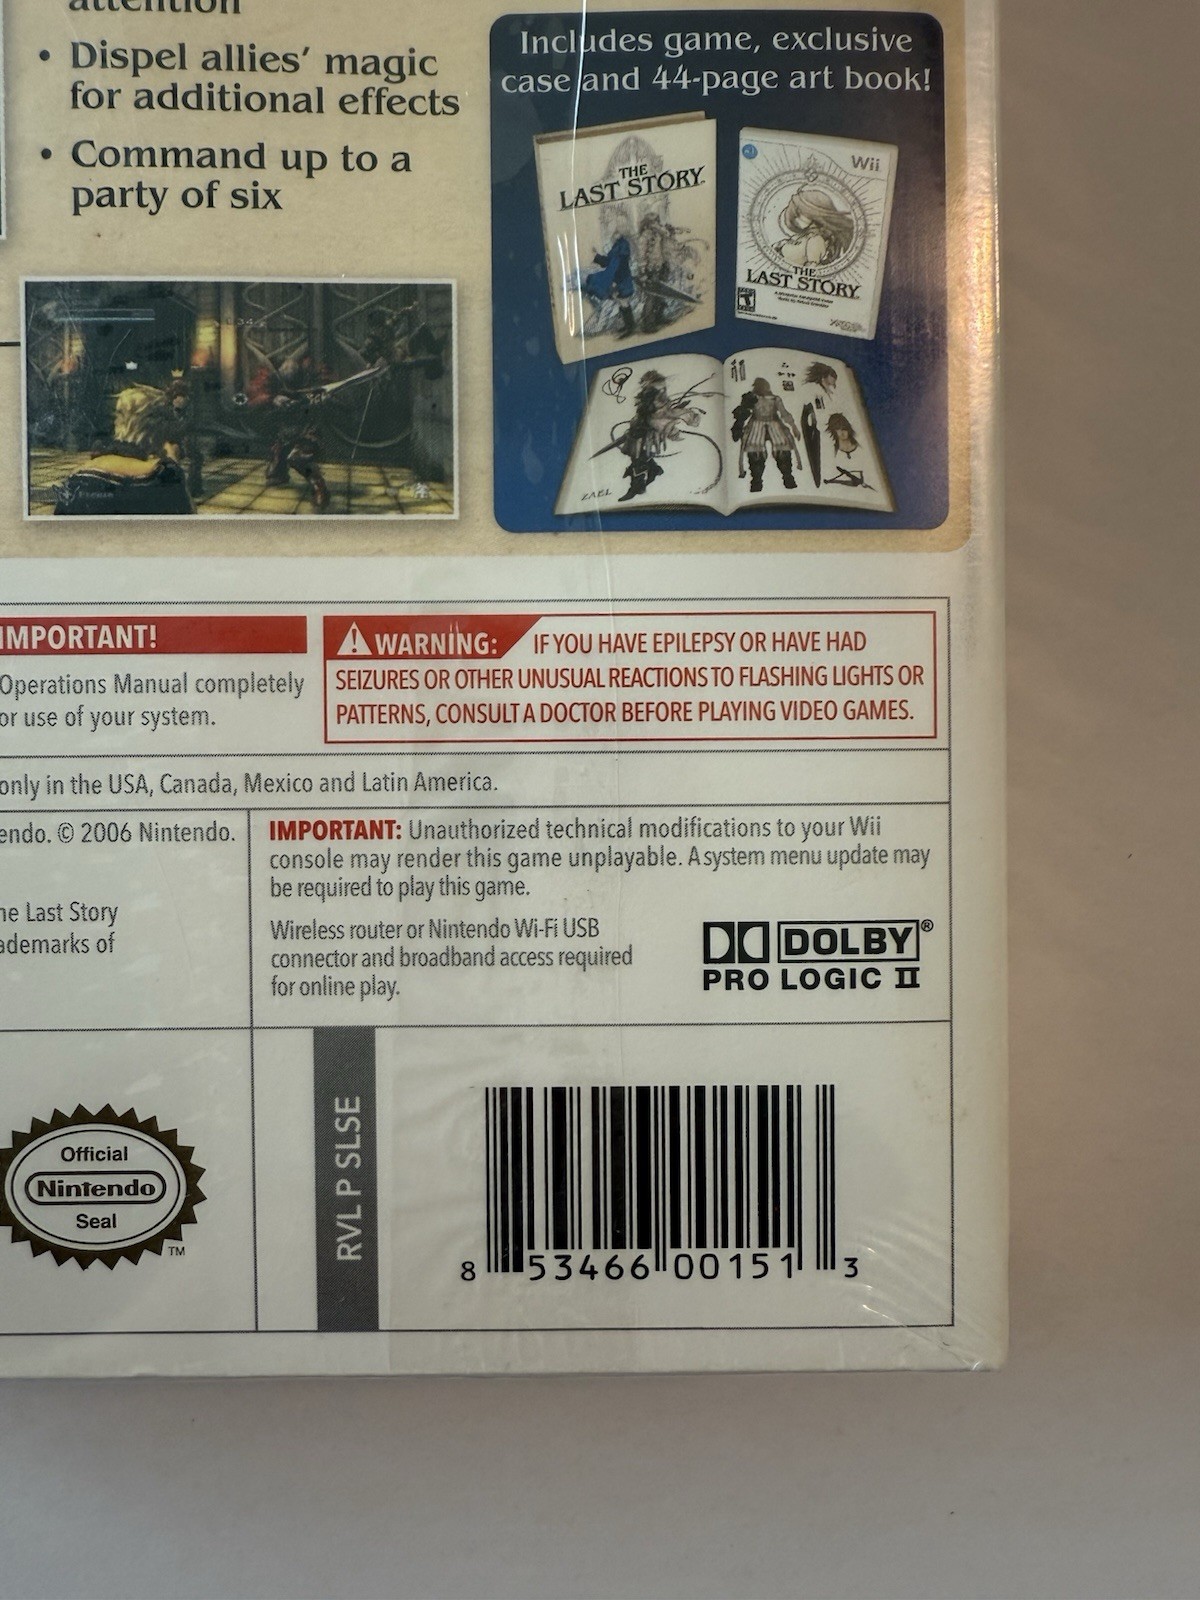 attention
• Dispel allies' magic
for additional effects
• Command up to a
party of six
Includes game, exclusive
case and 44-page art book!
THE
LAST STORY
Wii
THE
LAST STORY
T
ZAEL
IMPORTANT!
Operations Manual completely
or use of your system.
WARNING: IF YOU HAVE EPILEPSY OR HAVE HAD
SEIZURES OR OTHER UNUSUAL REACTIONS TO FLASHING LIGHTS OR
PATTERNS, CONSULT A DOCTOR BEFORE PLAYING VIDEO GAMES.
only in the USA, Canada, Mexico and Latin America.
endo. © 2006 Nintendo.
he Last Story
ademarks of
IMPORTANT: Unauthorized technical modifications to your Wii
console may render this game unplayable. A system menu update may
be required to play this game.
Wireless router or Nintendo Wi-Fi USB
connector and broadband access required
for online play.
DOLBY®
PRO LOGIC II
Official
Nintendo
Seal
TM
RVL P SLSE
8 53466 00151 3